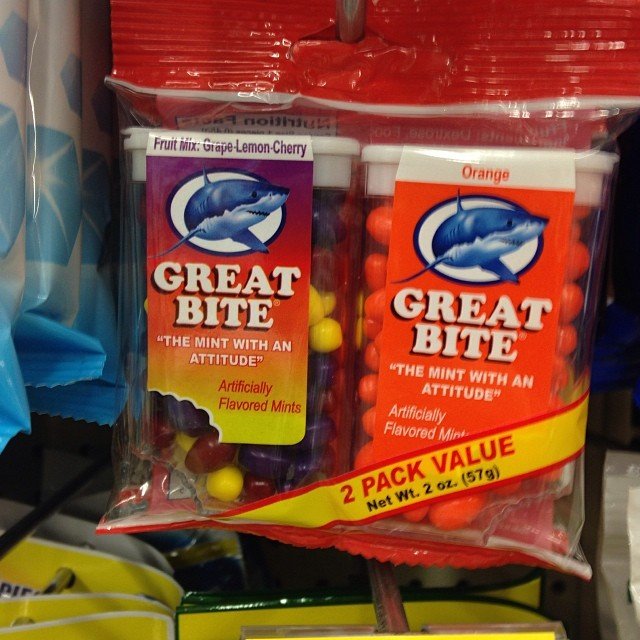 Nutrition Facts
Fruit Mix: Grape-Lemon-Cherry
GREAT
BITE®
"THE MINT WITH AN
ATTITUDE"
Artificially
Flavored Mints
Orange
GREAT
BITE®
"THE MINT WITH AN
ATTITUDE"
Artificially
Flavored
2 PACK VALUE
Net Wt. 2 oz. (57g)